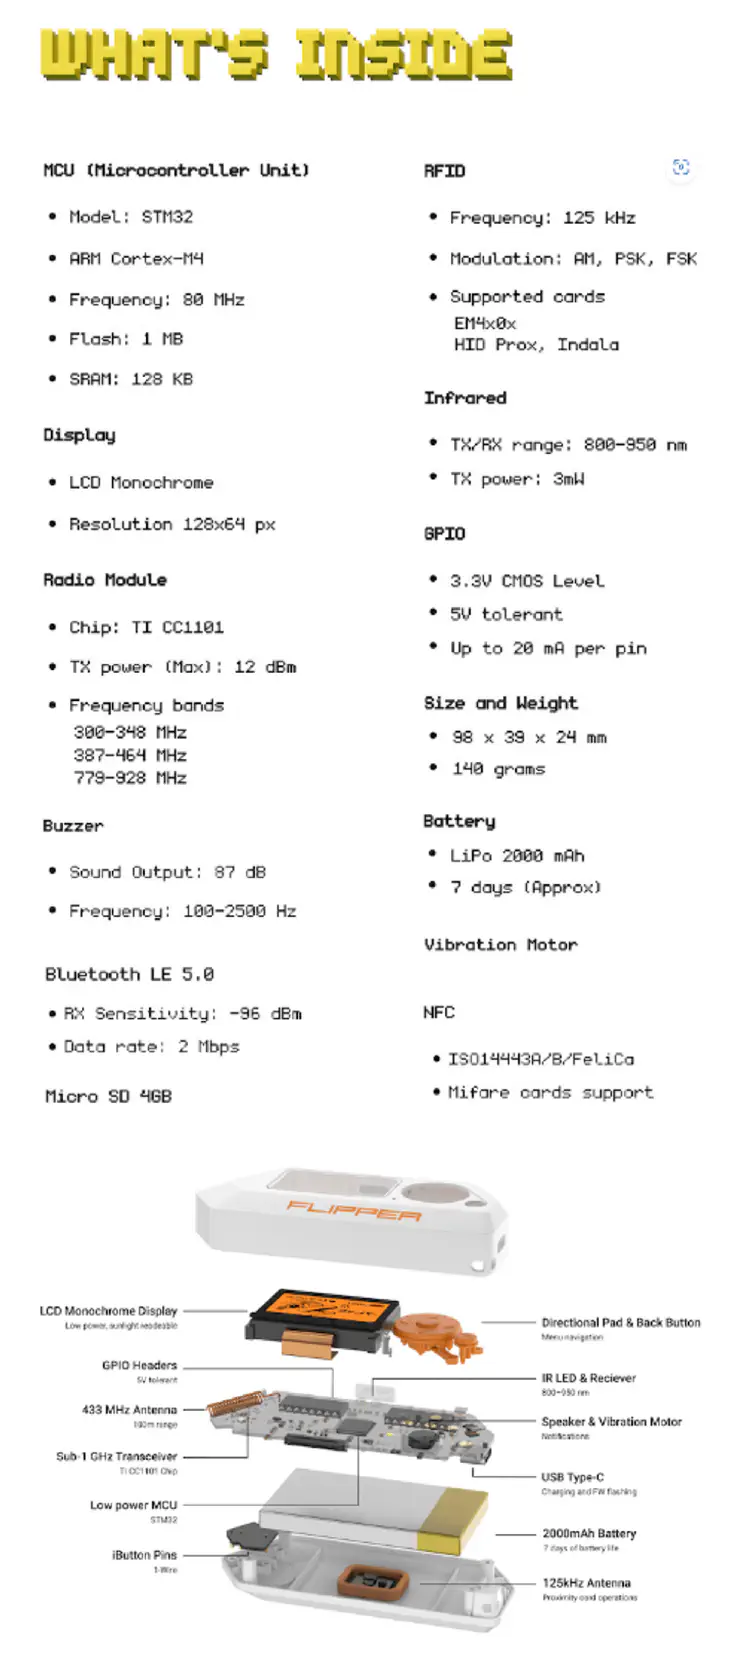 WHAT'S INSIDE
MCU (Microcontroller Unit)
• Model: STM32
• ARM Cortex-M4
• Frequency: 80 MHz
• Flash: 1 MB
• SRAM: 128 KB
Display
• LCD Monochrome
• Resolution 128x64 px
Radio Module
• Chip: TI CC1101
• TX power (Max): 12 dBm
• Frequency bands
300-348 MHz
387-464 MHz
779-928 MHz
Buzzer
• Sound Output: 87 dB
• Frequency: 100-2500 Hz
Bluetooth LE 5.0
• RX Sensitivity: -96 dBm
• Data rate: 2 Mbps
Micro SD 4GB
RFID
• Frequency: 125 kHz
• Modulation: AM, PSK, FSK
• Supported cards
EM4x0x
HID Prox, Indala
Infrared
• TX/RX range: 800-950 nm
• TX power: 3mW
GPIO
• 3.3V CMOS Level
• 5V tolerant
• Up to 20 mA per pin
Size and Weight
• 98 x 39 x 24 mm
• 140 grams
Battery
• LiPo 2000 mAh
• 7 days (Approx)
Vibration Motor
NFC
• ISO14443A/B/FeliCa
• Mifare cards support
FLIPPER
LCD Monochrome Display
Low power, sunlight readeable
GPIO Headers
5V tolerant
433 MHz Antenna
100m range
Sub-1 GHz Transceiver
TI CC1101 Chip
Low power MCU
STM32
iButton Pins
1-Wire
Directional Pad & Back Button
Menu navigation
IR LED & Reciever
800-950 nm
Speaker & Vibration Motor
Notifications
USB Type-C
Charging and FW flashing
2000mAh Battery
7 days of battery life
125kHz Antenna
Proximity card operations